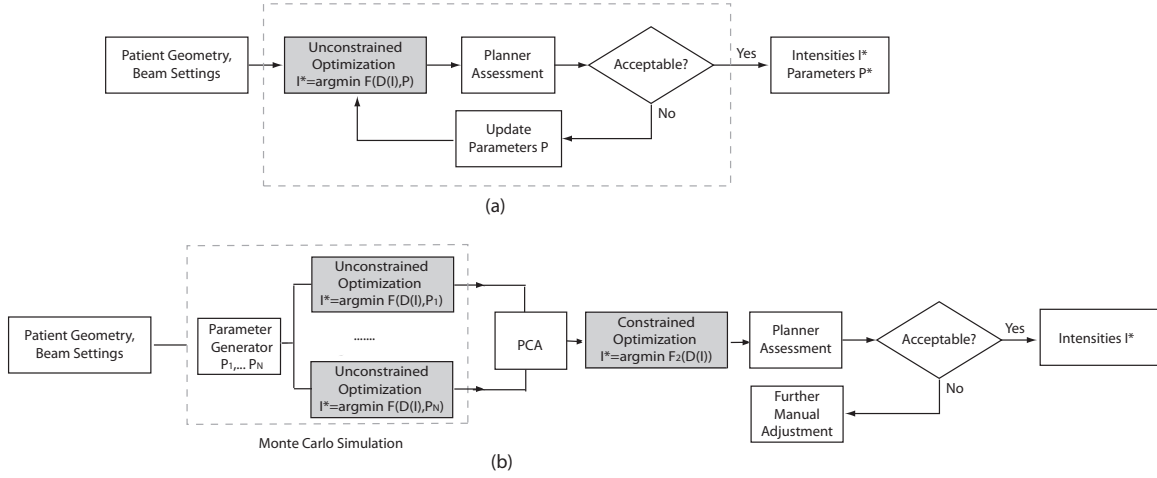 Patient Geometry,
Beam Settings
Unconstrained
Optimization
I*=argmin F(D(I),P)
Planner
Assessment
Acceptable?
Yes
No
Intensities I*
Parameters P*
Update
Parameters P
(a)
Patient Geometry,
Beam Settings
Parameter
Generator
P1,... PN
Unconstrained
Optimization
I*=argmin F(D(I),P1)
.......
Unconstrained
Optimization
I*=argmin F(D(I),PN)
Monte Carlo Simulation
PCA
Constrained
Optimization
I*=argmin F2(D(I))
Planner
Assessment
Acceptable?
Yes
No
Intensities I*
Further
Manual
Adjustment
(b)